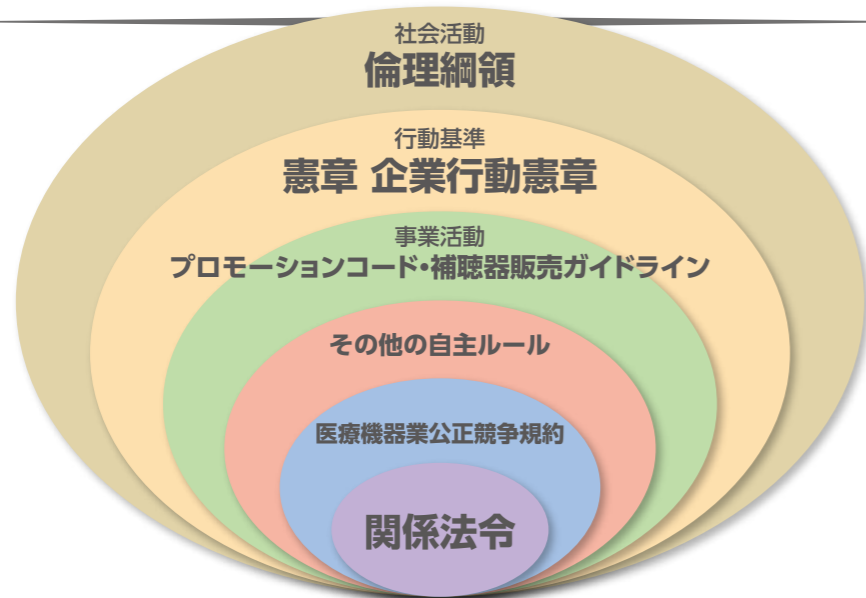 社会活動
倫理綱領
行動基準
憲章 企業行動憲章
事業活動
プロモーションコード・補聴器販売ガイドライン
その他の自主ルール
医療機器業公正競争規約
関係法令